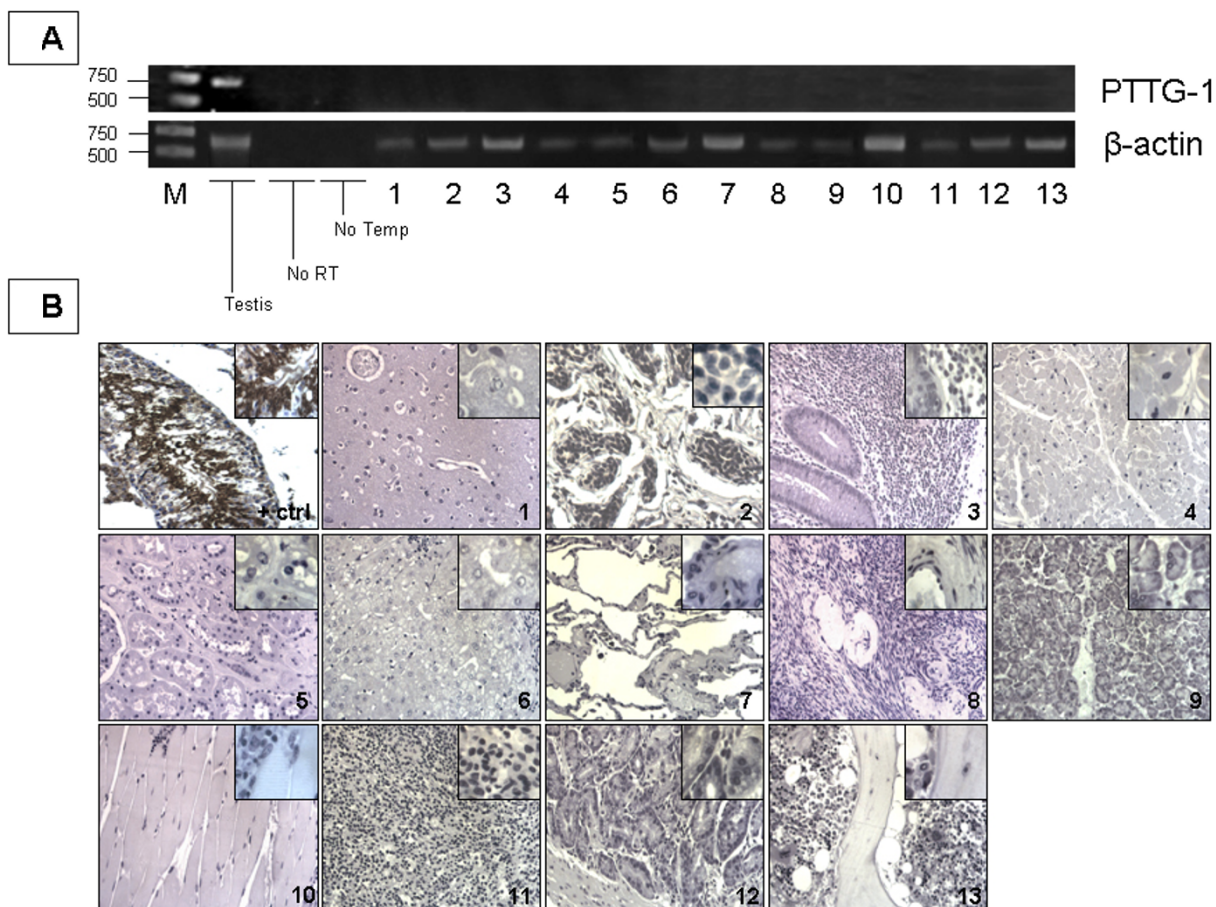 A
750
500
PTTG-1
750
500
β-actin
M 1 2 3 4 5 6 7 8 9 10 11 12 13
No Temp
No RT
Testis
B
+ ctrl 1 2 3 4
5 6 7 8 9
10 11 12 13